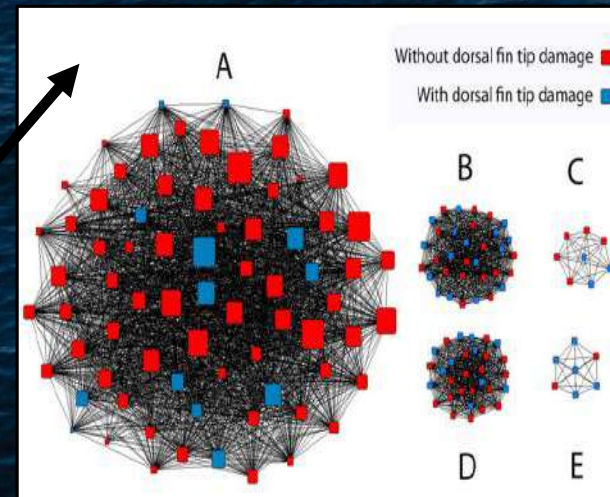 A
Without dorsal fin tip damage
With dorsal fin tip damage
B
C
D
E